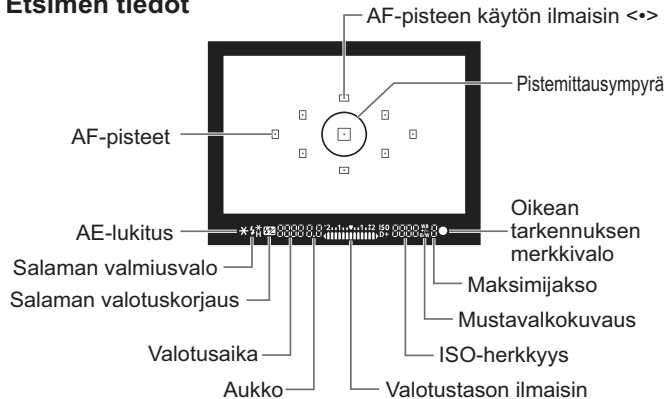 Etsimen tiedot
AF-pisteen käytön ilmaisin <•>
Pistemittausympyrä
AF-pisteet
AE-lukitus
Salaman valmiusvalo
Salaman valotuskorjaus
Valotusaika
Aukko
Oikean
tarkennuksen
merkkivalo
Maksimijakso
Mustavalkokuvaus
ISO-herkkyys
Valotustason ilmaisin
ISO
D+